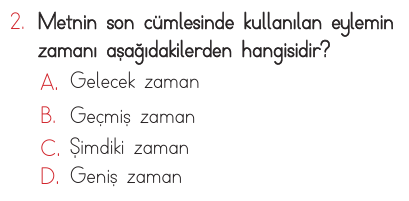 2. Metnin son cümlesinde kullanılan eylemin
zamanı aşağıdakilerden hangisidir?
A. Gelecek zaman
B. Geçmiş zaman
C. Şimdiki zaman
D. Geniş zaman